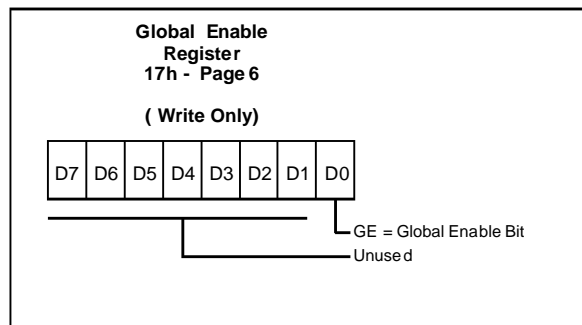 Global Enable
Register
17h - Page 6
( Write Only)
D7 D6 D5 D4 D3 D2 D1 D0
GE = Global Enable Bit
Unused